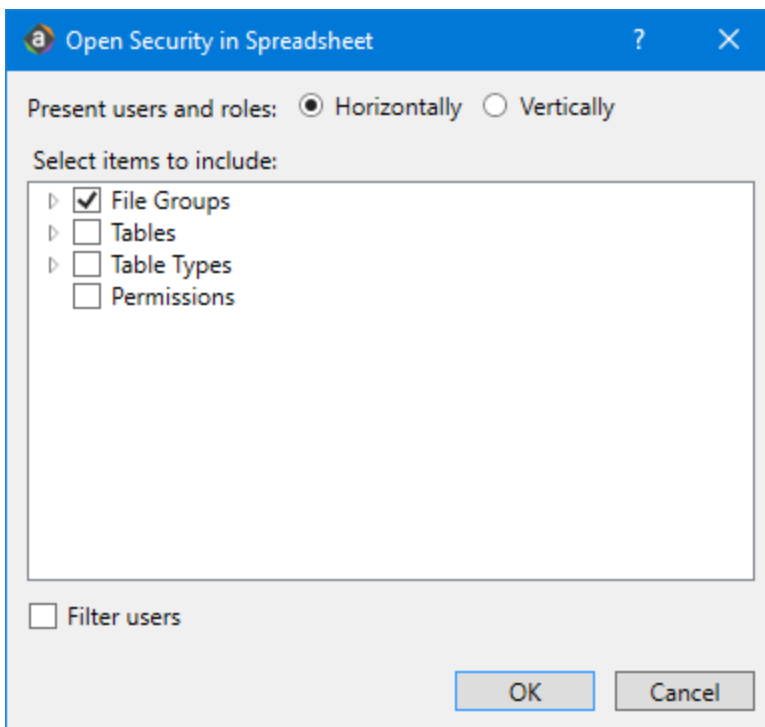 Open Security in Spreadsheet ?
Present users and roles: Horizontally Vertically
Select items to include:
File Groups
Tables
Table Types
Permissions
Filter users
OK Cancel